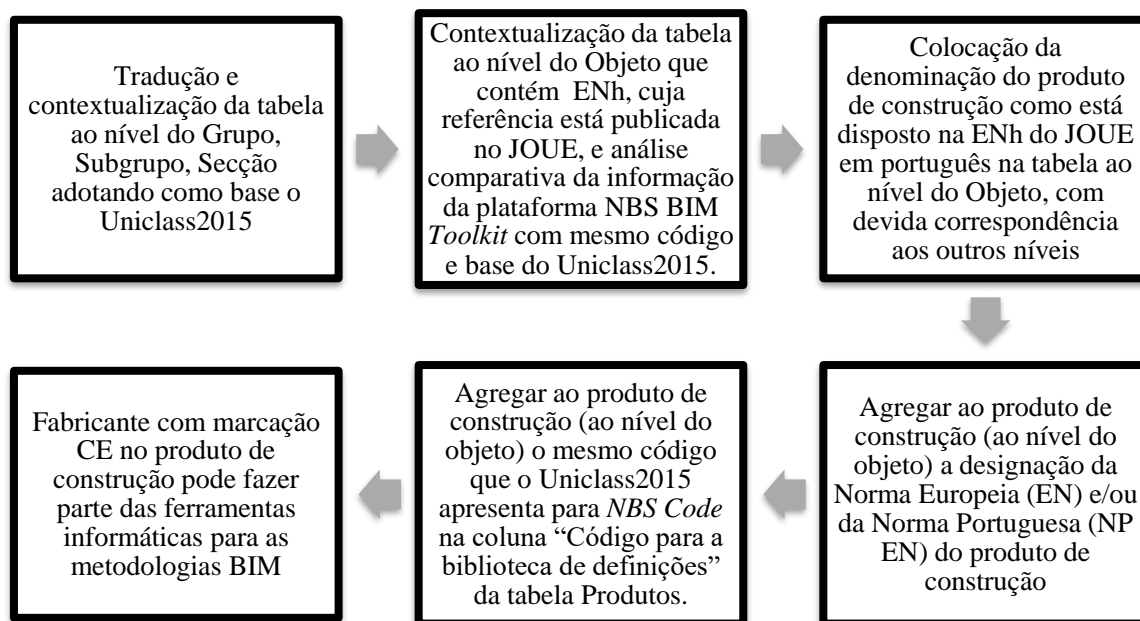 Tradução e
contextualização da tabela
ao nível do Grupo,
Subgrupo, Secção
adotando como base o
Uniclass2015
Contextualização da tabela
ao nível do Objeto que
contém ENh, cuja
referência está publicada
no JOUE, e análise
comparativa da informação
da plataforma NBS BIM
Toolkit com mesmo código
e base do Uniclass2015.
Colocação da
denominação do produto
de construção como está
disposto na ENh do JOUE
em português na tabela ao
nível do Objeto, com
devida correspondência
aos outros níveis
Agregar ao produto de
construção (ao nível do
objeto) a designação da
Norma Europeia (EN) e/ou
da Norma Portuguesa (NP
EN) do produto de
construção
Agregar ao produto de
construção (ao nível do
objeto) o mesmo código
que o Uniclass2015
apresenta para NBS Code
na coluna “Código para a
biblioteca de definições”
da tabela Produtos.
Fabricante com marcação
CE no produto de
construção pode fazer
parte das ferramentas
informáticas para as
metodologias BIM